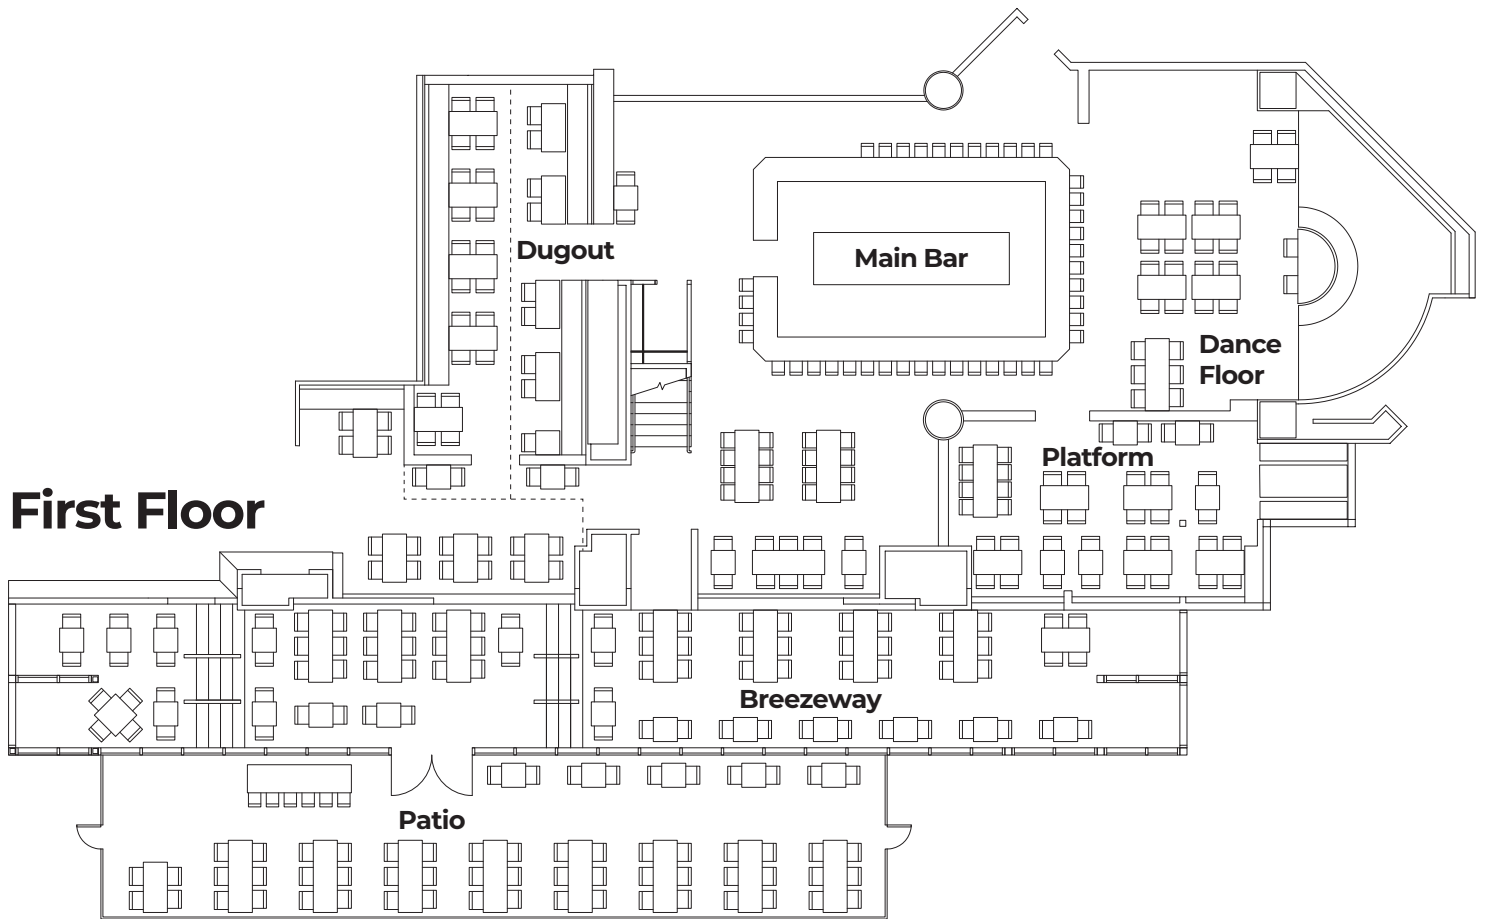 Dugout
Main Bar
Dance
Floor
Platform
First Floor
Breezeway
Patio